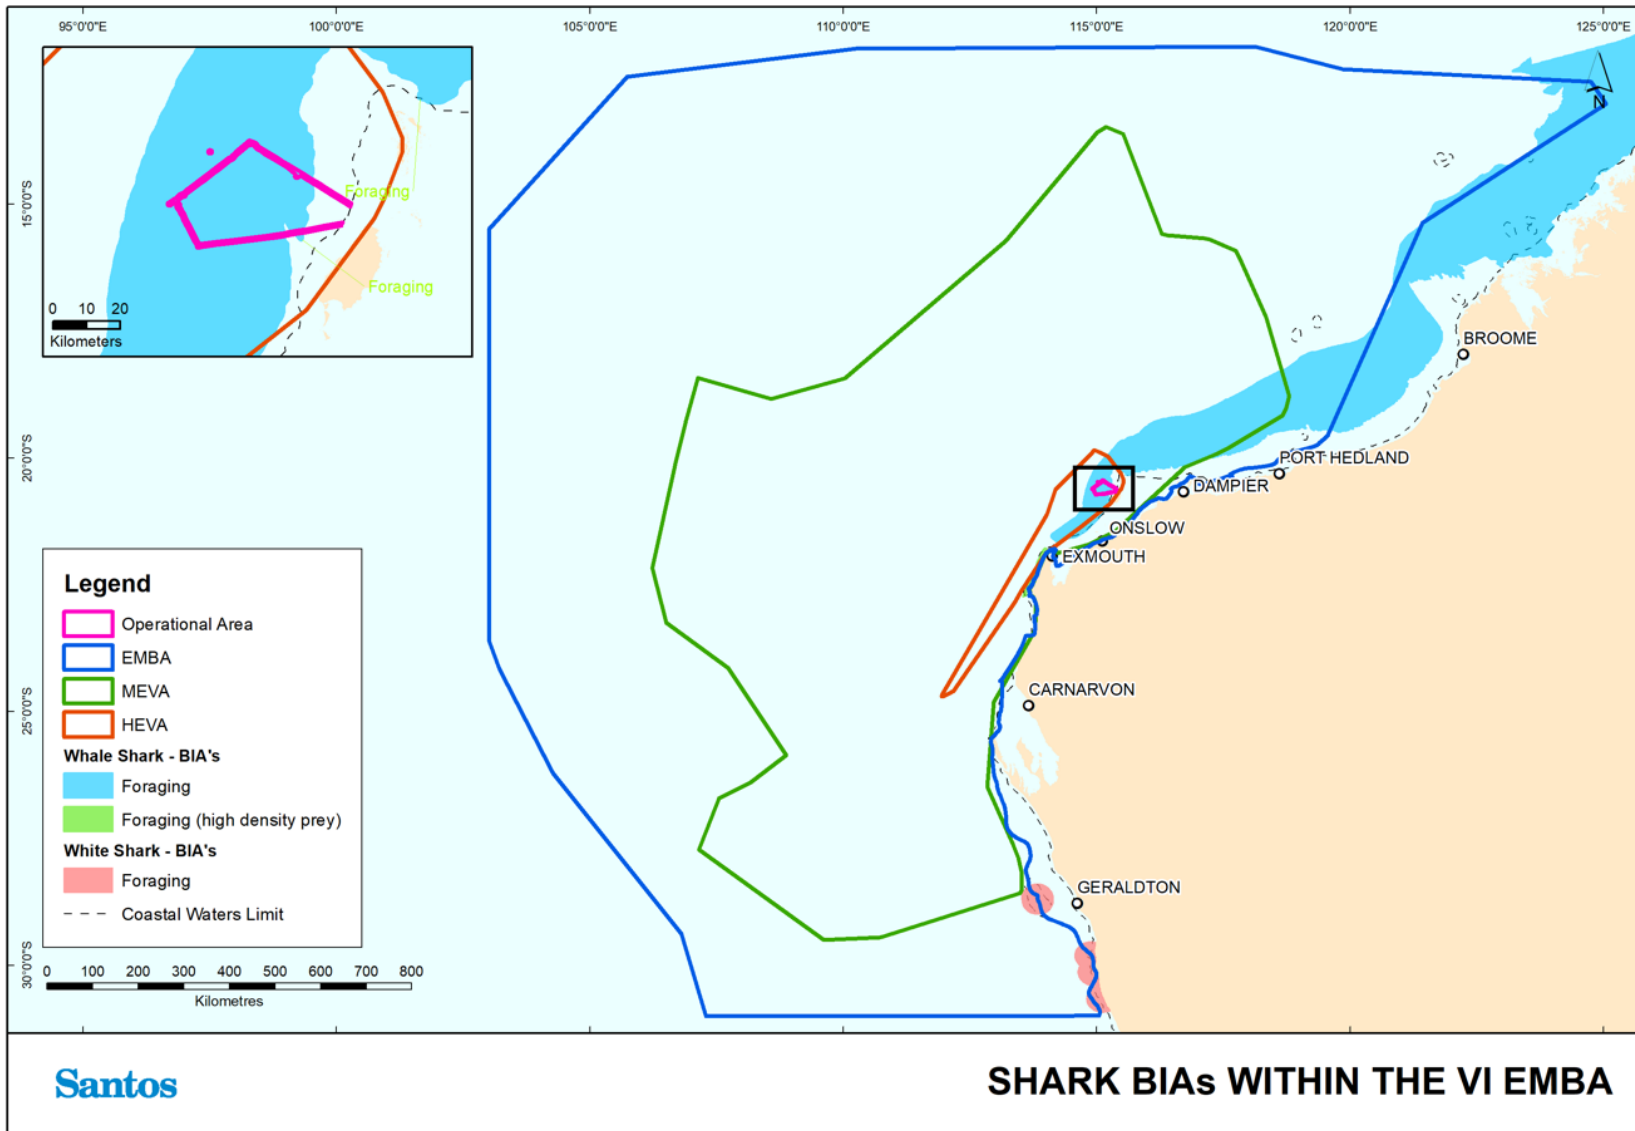 95°0'0"E
100°0'0"E
105°0'0"E
110°0'0"E
115°0'0"E
120°0'0"E
125°0'0"E
15°0'0"S
20°0'0"S
25°0'0"S
30°0'0"S
N
Foraging
Foraging
0 10 20
Kilometers
BROOME
PORT HEDLAND
DAMPIER
ONSLOW
EXMOUTH
CARNARVON
GERALDTON
Legend
Operational Area
EMBA
MEVA
HEVA
Whale Shark - BIA's
Foraging
Foraging (high density prey)
White Shark - BIA's
Foraging
Coastal Waters Limit
0 100 200 300 400 500 600 700 800
Kilometres
Santos
SHARK BIAs WITHIN THE VI EMBA